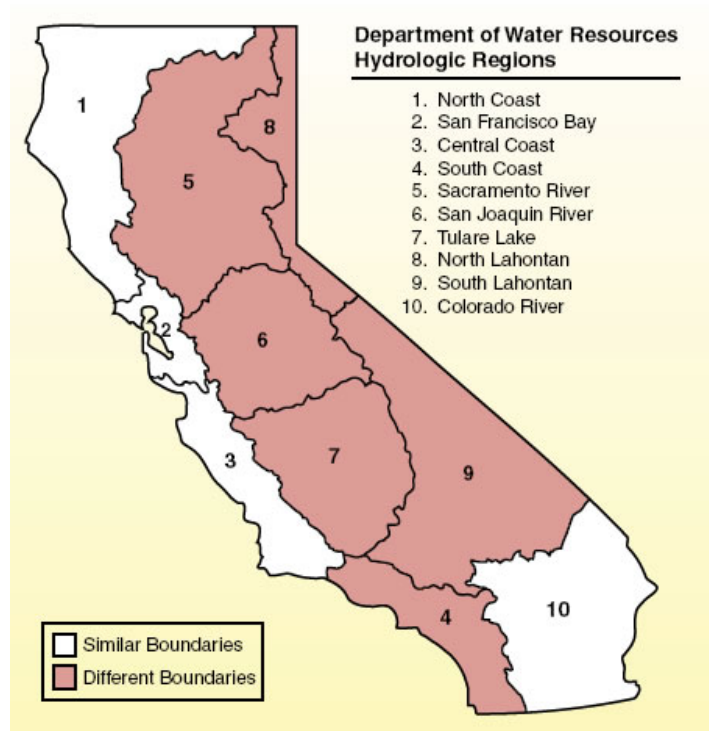 Department of Water Resources
Hydrologic Regions
1. North Coast
2. San Francisco Bay
3. Central Coast
4. South Coast
5. Sacramento River
6. San Joaquin River
7. Tulare Lake
8. North Lahontan
9. South Lahontan
10. Colorado River
1
8
5
2
6
3
7
9
10
4
Similar Boundaries
Different Boundaries